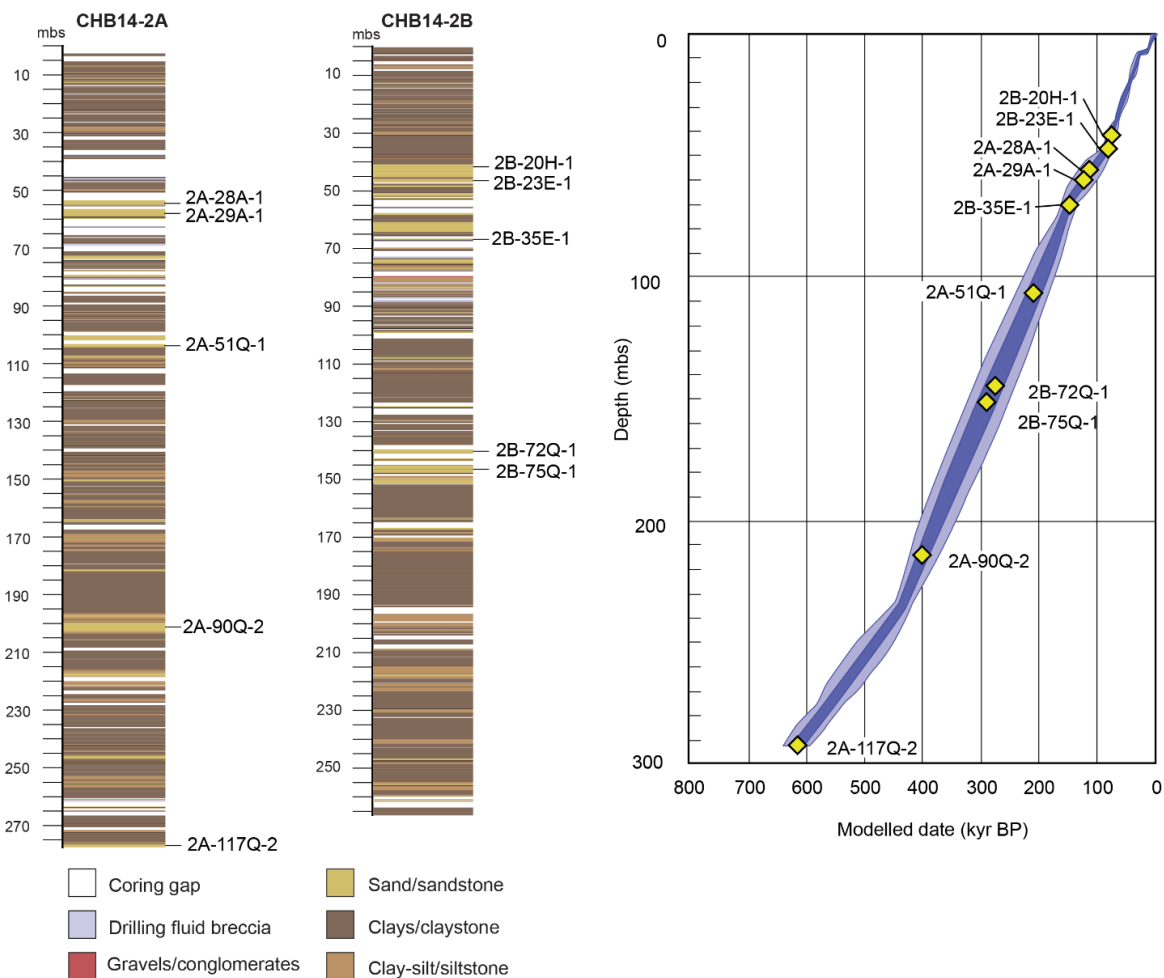 CHB14-2A
mbs
10
30
50
70
90
110
130
150
170
190
210
230
250
270
2A-28A-1
2A-29A-1
2A-51Q-1
2A-90Q-2
2A-117Q-2
CHB14-2B
mbs
10
30
50
70
90
110
130
150
170
190
210
230
250
2B-20H-1
2B-23E-1
2B-35E-1
2B-72Q-1
2B-75Q-1
0
100
200
300
Depth (mbs)
2B-20H-1
2B-23E-1
2A-28A-1
2A-29A-1
2B-35E-1
2A-51Q-1
2B-72Q-1
2B-75Q-1
2A-90Q-2
2A-117Q-2
800 700 600 500 400 300 200 100 0
Modelled date (kyr BP)
Coring gap
Drilling fluid breccia
Gravels/conglomerates
Sand/sandstone
Clays/claystone
Clay-silt/siltstone